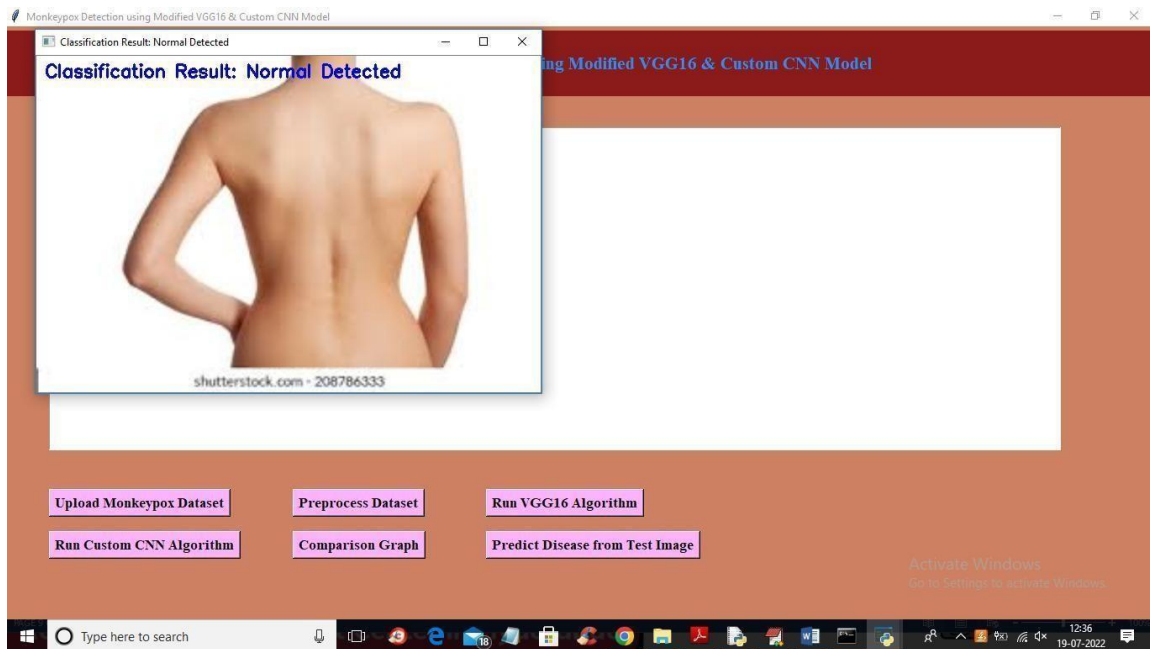 Monkeypox Detection using Modified VGG16 & Custom CNN Model
Classification Result: Normal Detected
ing Modified VGG16 & Custom CNN Model
Classification Result: Normal Detected
shutterstock.com · 208786333
Upload Monkeypox Dataset
Preprocess Dataset
Run VGG16 Algorithm
Run Custom CNN Algorithm
Comparison Graph
Predict Disease from Test Image
Activate Windows
Go to Settings to activate Windows.
Type here to search
18
12:36
19-07-2022